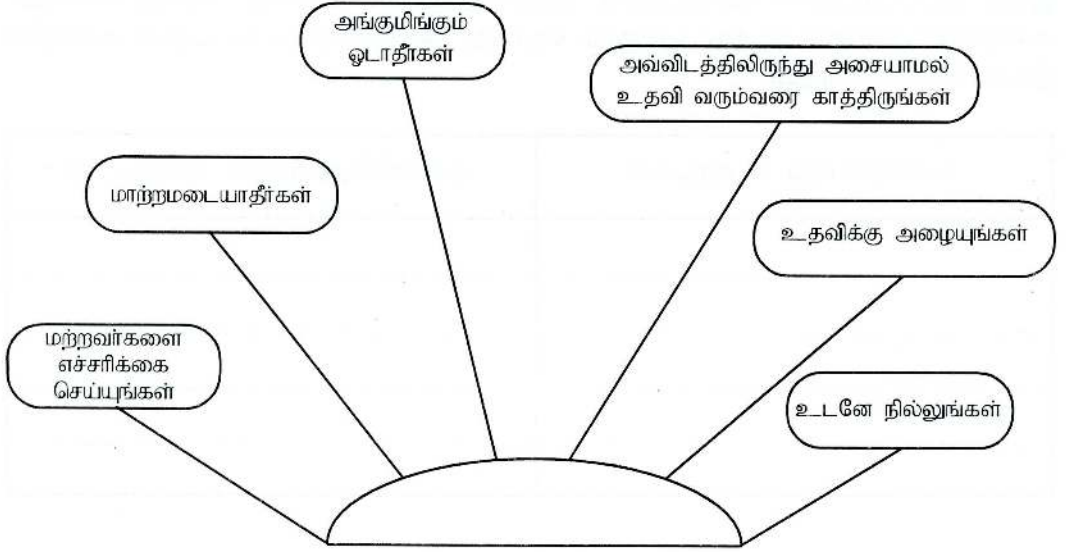 அங்குமிங்கும்
ஓடாதீர்கள்
அவ்விடத்திலிருந்து அசையாமல்
உதவி வரும்வரை காத்திருங்கள்
மாற்றமடையாதீர்கள்
உதவிக்கு அழையுங்கள்
மற்றவர்களை
எச்சரிக்கை
செய்யுங்கள்
உடனே நில்லுங்கள்